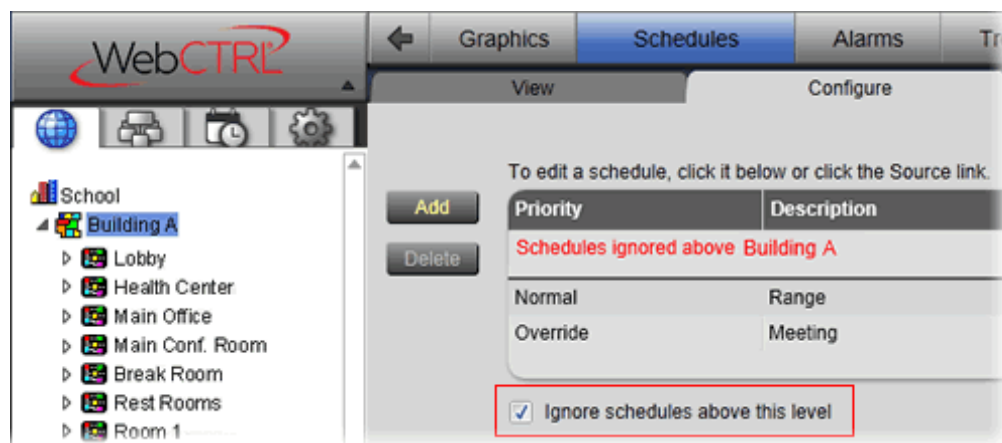 WebCTRL®
Graphics
Schedules
Alarms
View
Configure
To edit a schedule, click it below or click the Source link.
Add
Delete
Priority
Description
Schedules ignored above Building A
Normal
Range
Override
Meeting
Ignore schedules above this level
School
Building A
Lobby
Health Center
Main Office
Main Conf. Room
Break Room
Rest Rooms
Room 1